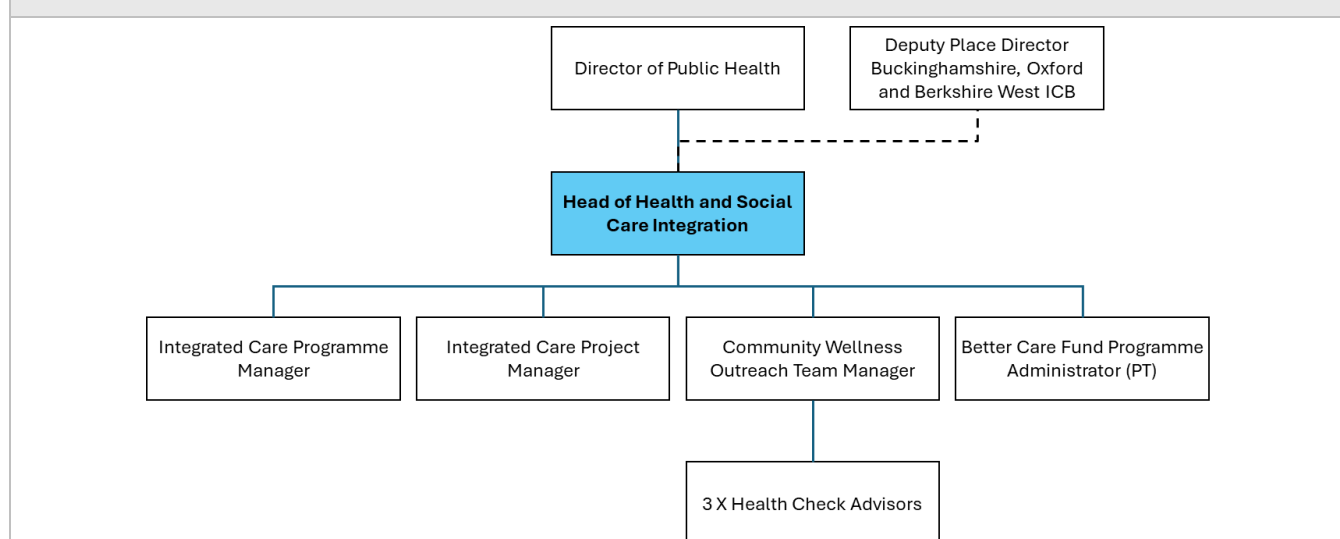 Director of Public Health
Deputy Place Director
Buckinghamshire, Oxford
and Berkshire West ICB
Head of Health and Social
Care Integration
Integrated Care Programme
Manager
Integrated Care Project
Manager
Community Wellness
Outreach Team Manager
Better Care Fund Programme
Administrator (PT)
3 X Health Check Advisors